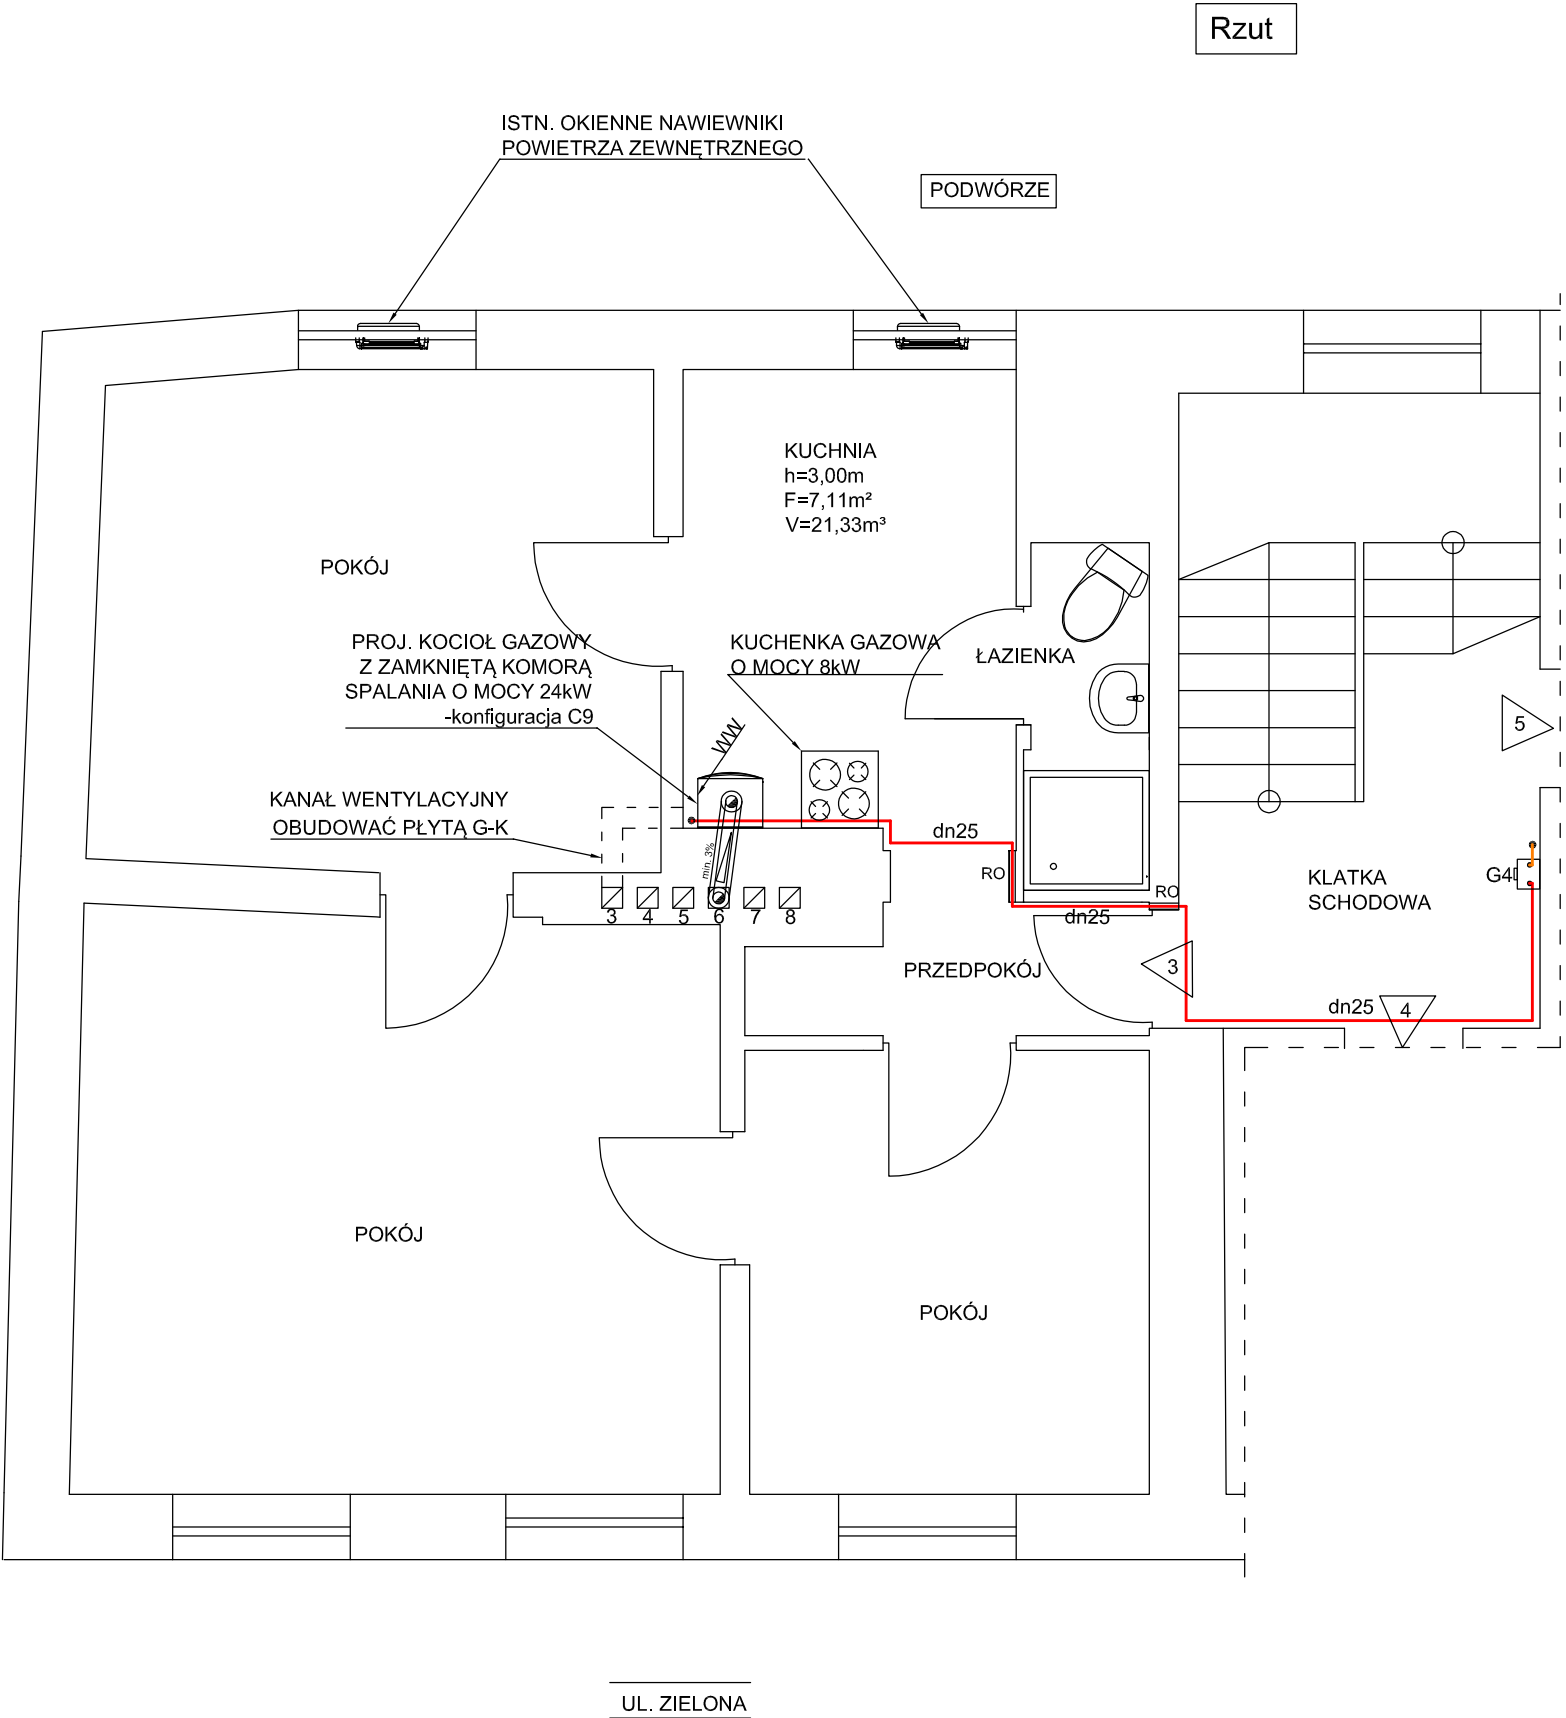 Rzut
ISTN. OKIENNE NAWIEWNIKI
POWIETRZA ZEWNĘTRZNEGO
PODWÓRZE
KUCHNIA
h=3,00m
F=7,11m²
V=21,33m³
POKÓJ
PROJ. KOCIOŁ GAZOWY
Z ZAMKNIĘTĄ KOMORĄ
SPALANIA O MOCY 24kW
-konfiguracja C9
KUCHENKA GAZOWA
O MOCY 8kW
ŁAZIENKA
WW
5
KANAŁ WENTYLACYJNY
OBUDOWAĆ PŁYTĄ G-K
min. 3%
dn25
RO
RO
KLATKA
SCHODOWA
G4
3 4 5 6 7 8
dn25
PRZEDPOKÓJ
3
dn25
4
POKÓJ
POKÓJ
UL. ZIELONA